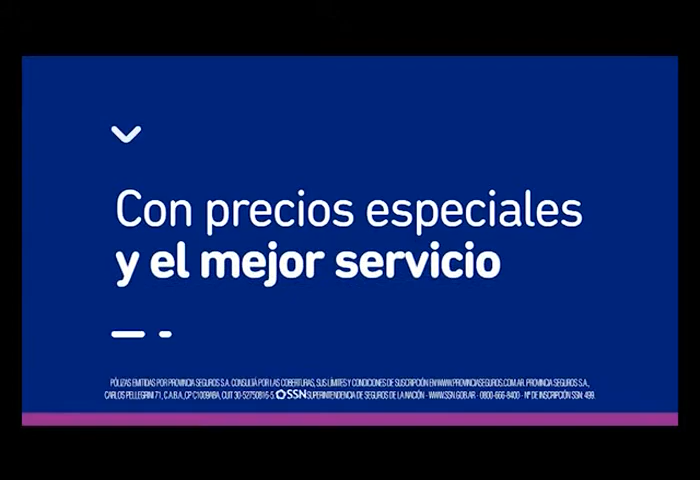 Con precios especiales
y el mejor servicio
PÓLIZAS EMITIDAS POR PROVINCIA SEGUROS S.A. CONSULTÁ POR LAS COBERTURAS, SUS LÍMITES Y CONDICIONES DE SUSCRIPCIÓN EN WWW.PROVINCIASEGUROS.COM.AR. PROVINCIA SEGUROS S.A.,
CARLOS PELLEGRINI 71, C.A.B.A.,CP C1009ABA, CUIT 30-52750816-5. SSN SUPERINTENDENCIA DE SEGUROS DE LA NACIÓN - WWW.SSN.GOB.AR - 0800-666-8400 - Nº DE INSCRIPCIÓN SSN: 499.